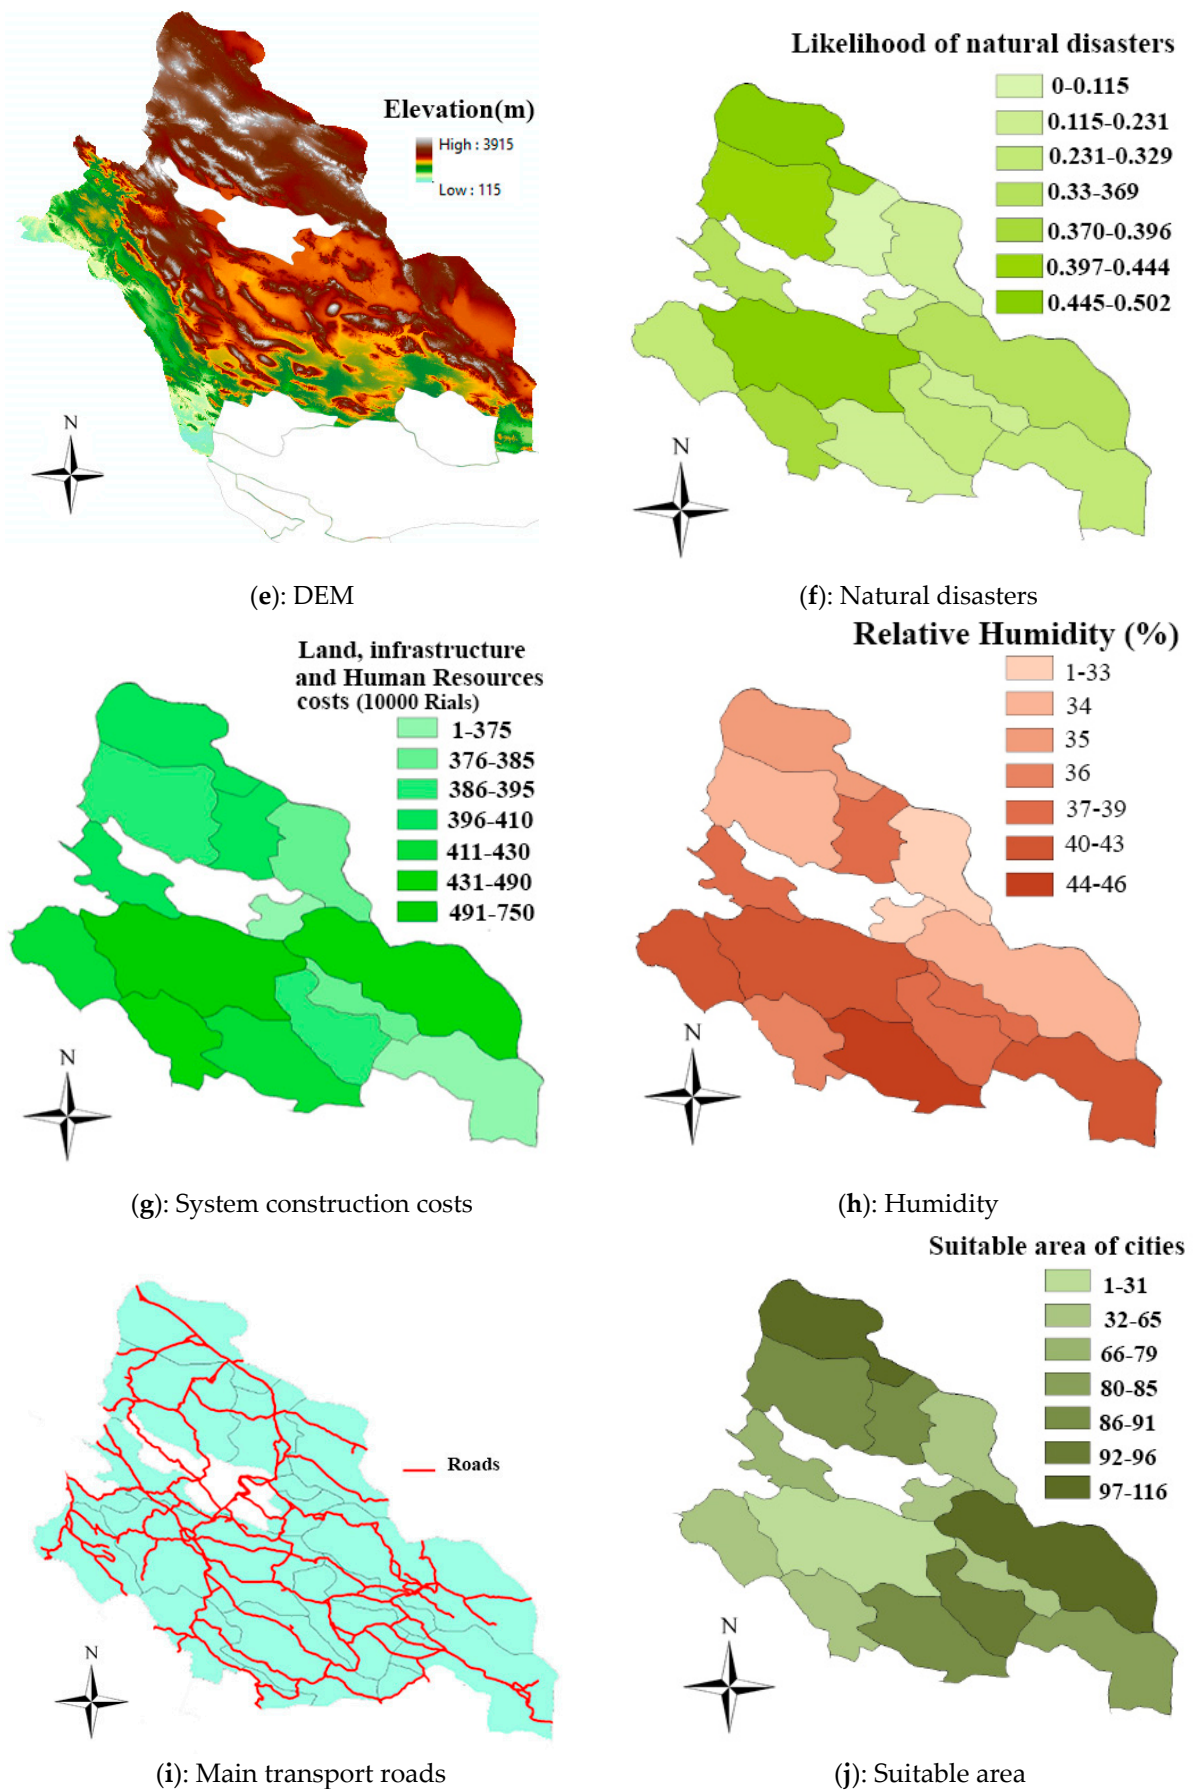 Elevation(m)
High : 3915
Low : 115
N
(e): DEM
Likelihood of natural disasters
0-0.115
0.115-0.231
0.231-0.329
0.33-369
0.370-0.396
0.397-0.444
0.445-0.502
N
(f): Natural disasters
Land, infrastructure
and Human Resources
costs (10000 Rials)
1-375
376-385
386-395
396-410
411-430
431-490
491-750
N
(g): System construction costs
Relative Humidity (%)
1-33
34
35
36
37-39
40-43
44-46
N
(h): Humidity
Roads
N
(i): Main transport roads
Suitable area of cities
1-31
32-65
66-79
80-85
86-91
92-96
97-116
N
(j): Suitable area